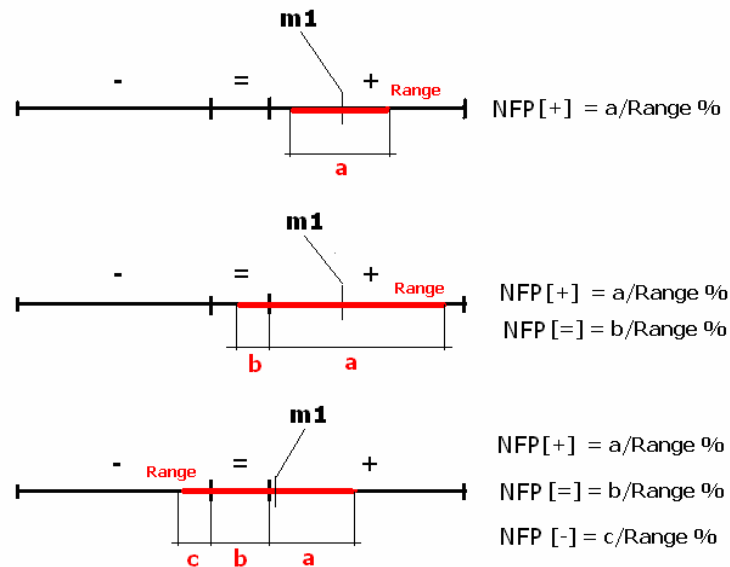 m1
- = +
Range
NFP[+] = a/Range %
a
m1
- = +
Range
NFP[+] = a/Range %
NFP[=] = b/Range %
b a
m1
- = +
Range
NFP[+] = a/Range %
NFP[=] = b/Range %
NFP [-] = c/Range %
c b a